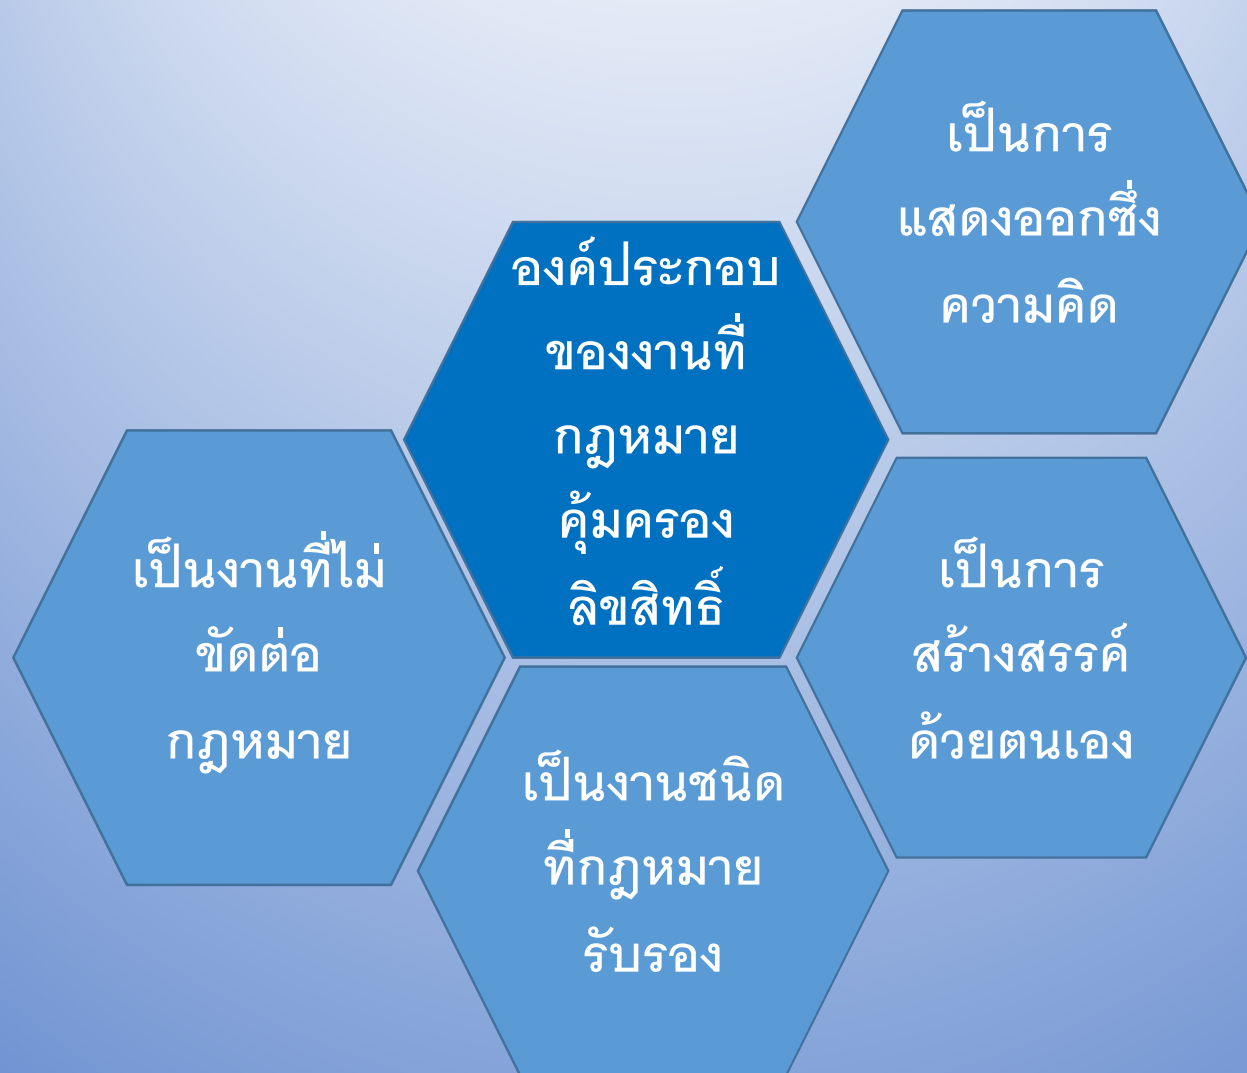 เป็นการ
แสดงออกซึ่ง
ความคิด
องค์ประกอบ
ของงานที่
กฎหมาย
คุ้มครอง
ลิขสิทธิ์
เป็นงานที่ไม่
ขัดต่อ
กฎหมาย
เป็นการ
สร้างสรรค์
ด้วยตนเอง
เป็นงานชนิด
ที่กฎหมาย
รับรอง